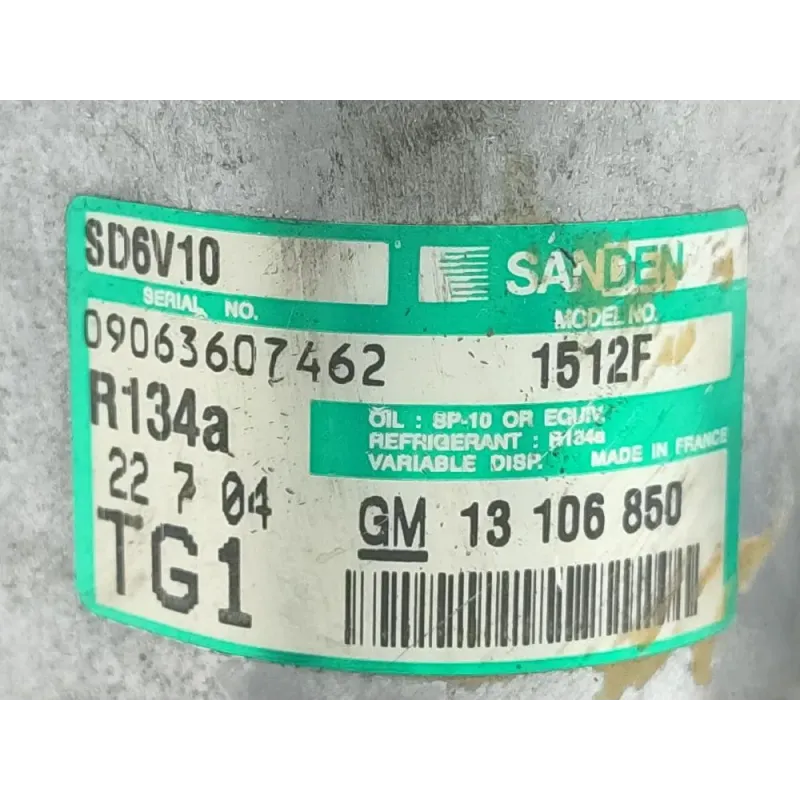 SD6V10
SANDEN
SERIAL NO.
MODEL NO.
09063607462
1512F
R134a
OIL : SP-10 OR EQUIV.
REFRIGERANT : R134a
VARIABLE DISP. MADE IN FRANCE
22 7 04
GM 13 106 850
TG1